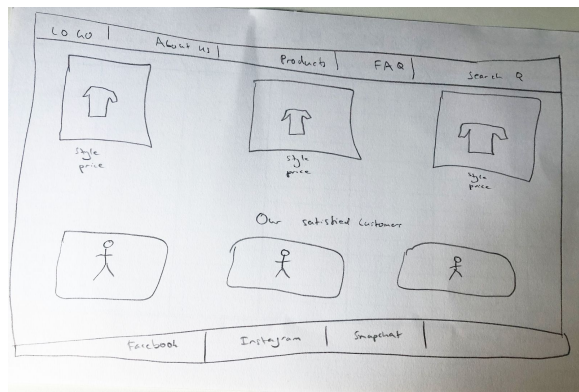 LOGO
About us
Products
FAQ
Search
Style
price
Style
price
Style
price
Our satisfied customer
Facebook
Instagram
Snapchat